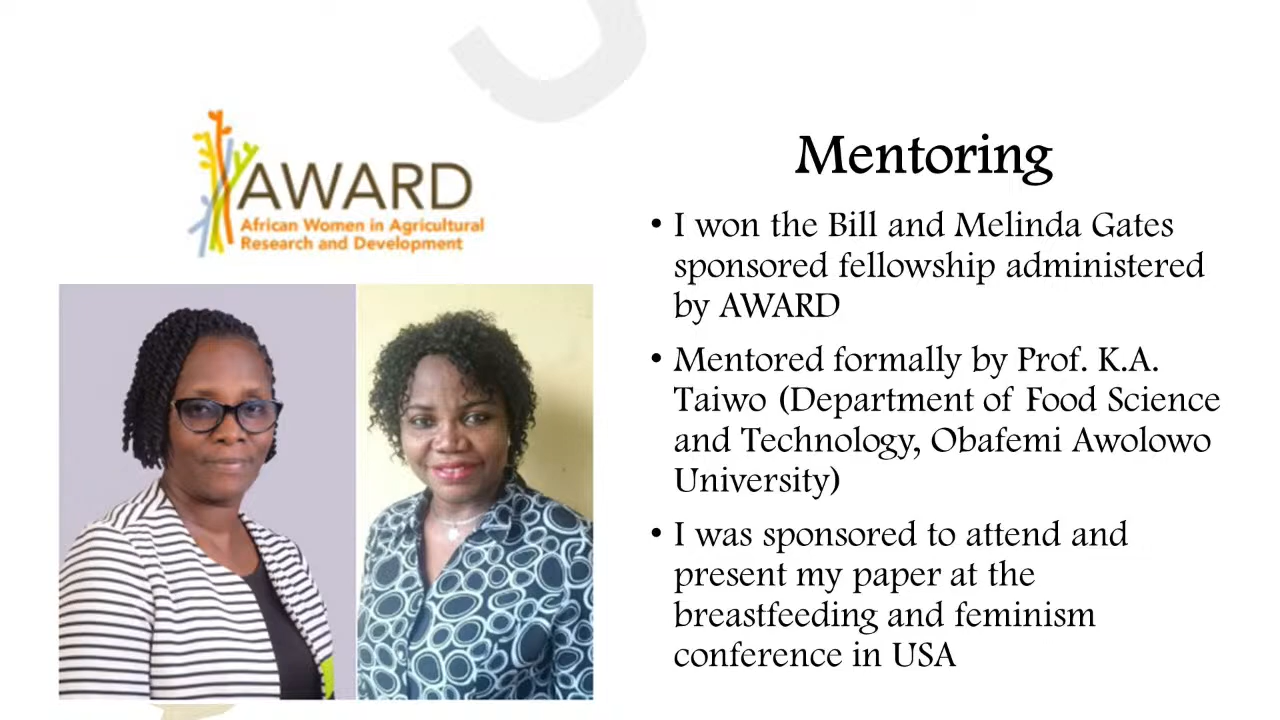 AWARD
African Women in Agricultural
Research and Development
Mentoring
• I won the Bill and Melinda Gates
sponsored fellowship administered
by AWARD
• Mentored formally by Prof. K.A.
Taiwo (Department of Food Science
and Technology, Obafemi Awolowo
University)
• I was sponsored to attend and
present my paper at the
breastfeeding and feminism
conference in USA